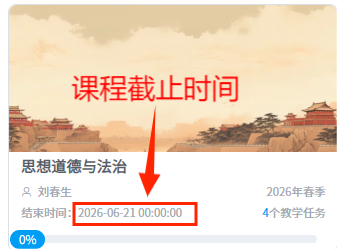 课程截止时间
思想道德与法治
刘春生 2026年春季
结束时间：2026-06-21 00:00:00 4个教学任务
0%